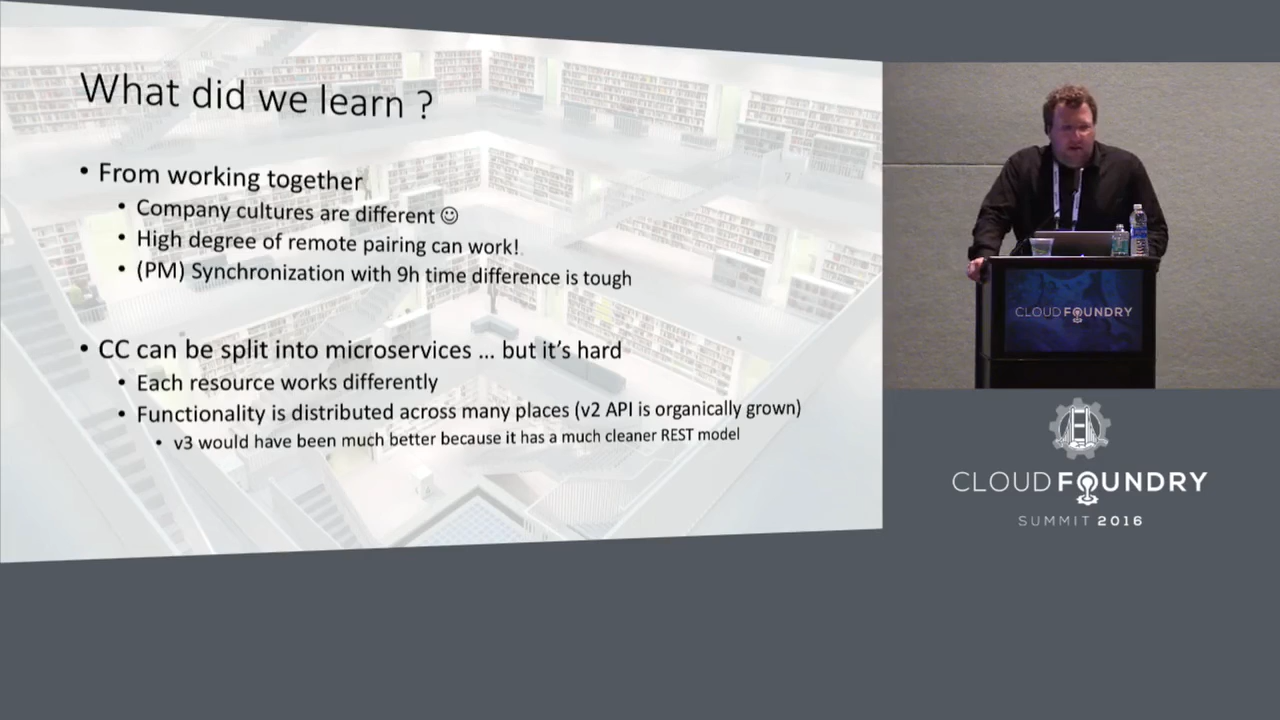 What did we learn ?
• From working together
• Company cultures are different ☺
• High degree of remote pairing can work!
• (PM) Synchronization with 9h time difference is tough
• CC can be split into microservices ... but it's hard
• Each resource works differently
• Functionality is distributed across many places (v2 API is organically grown)
• v3 would have been much better because it has a much cleaner REST model
CLOUD FOUNDRY
CLOUD FOUNDRY
SUMMIT 2016